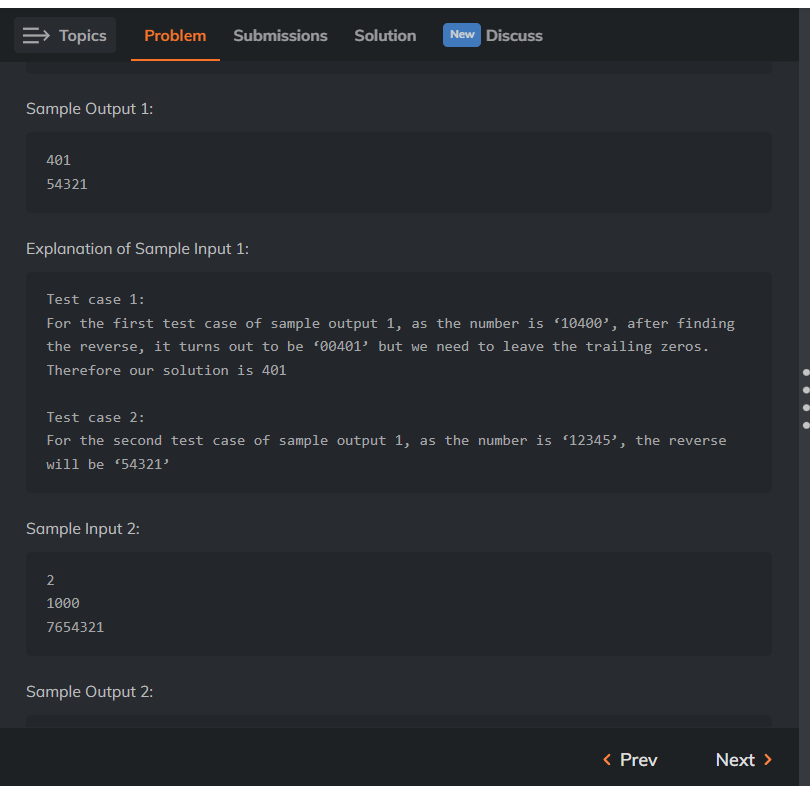 Topics Problem Submissions Solution New Discuss
Sample Output 1:
401
54321
Explanation of Sample Input 1:
Test case 1:
For the first test case of sample output 1, as the number is ‘10400’, after finding
the reverse, it turns out to be ‘00401’ but we need to leave the trailing zeros.
Therefore our solution is 401
Test case 2:
For the second test case of sample output 1, as the number is ‘12345’, the reverse
will be ‘54321’
Sample Input 2:
2
1000
7654321
Sample Output 2:
Prev Next